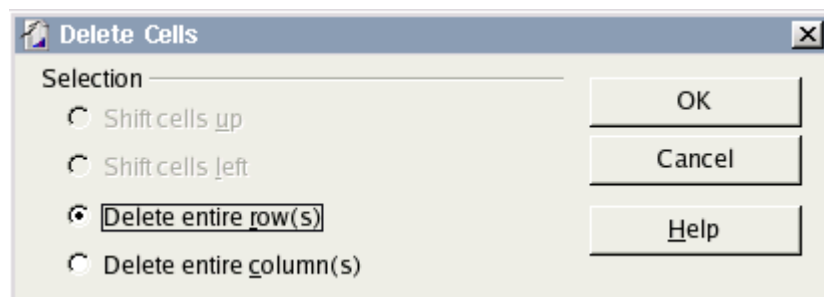 Delete Cells
Selection
Shift cells up
Shift cells left
Delete entire row(s)
Delete entire column(s)
OK
Cancel
Help